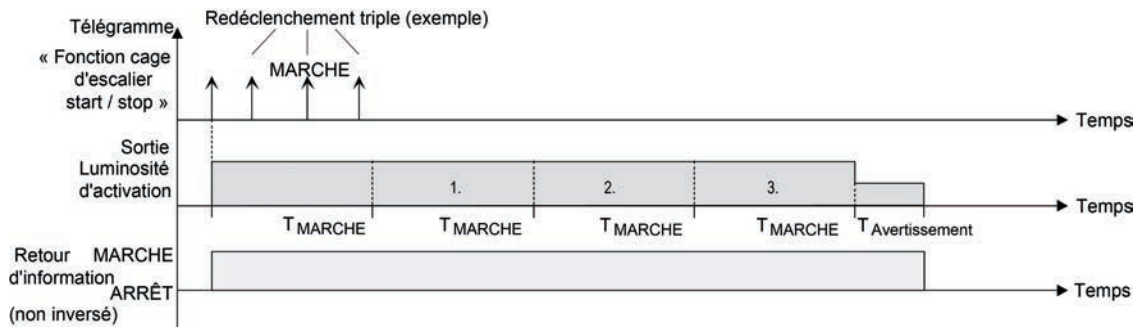 Redéclenchement triple (exemple)
Télégramme
« Fonction cage
d'escalier
start / stop »
MARCHE
Temps
Sortie
Luminosité
d'activation
1.
2.
3.
Temps
T MARCHE
T MARCHE
T MARCHE
T MARCHE
T Avertissement
Retour MARCHE
d'information
ARRÊT
(non inversé)
Temps